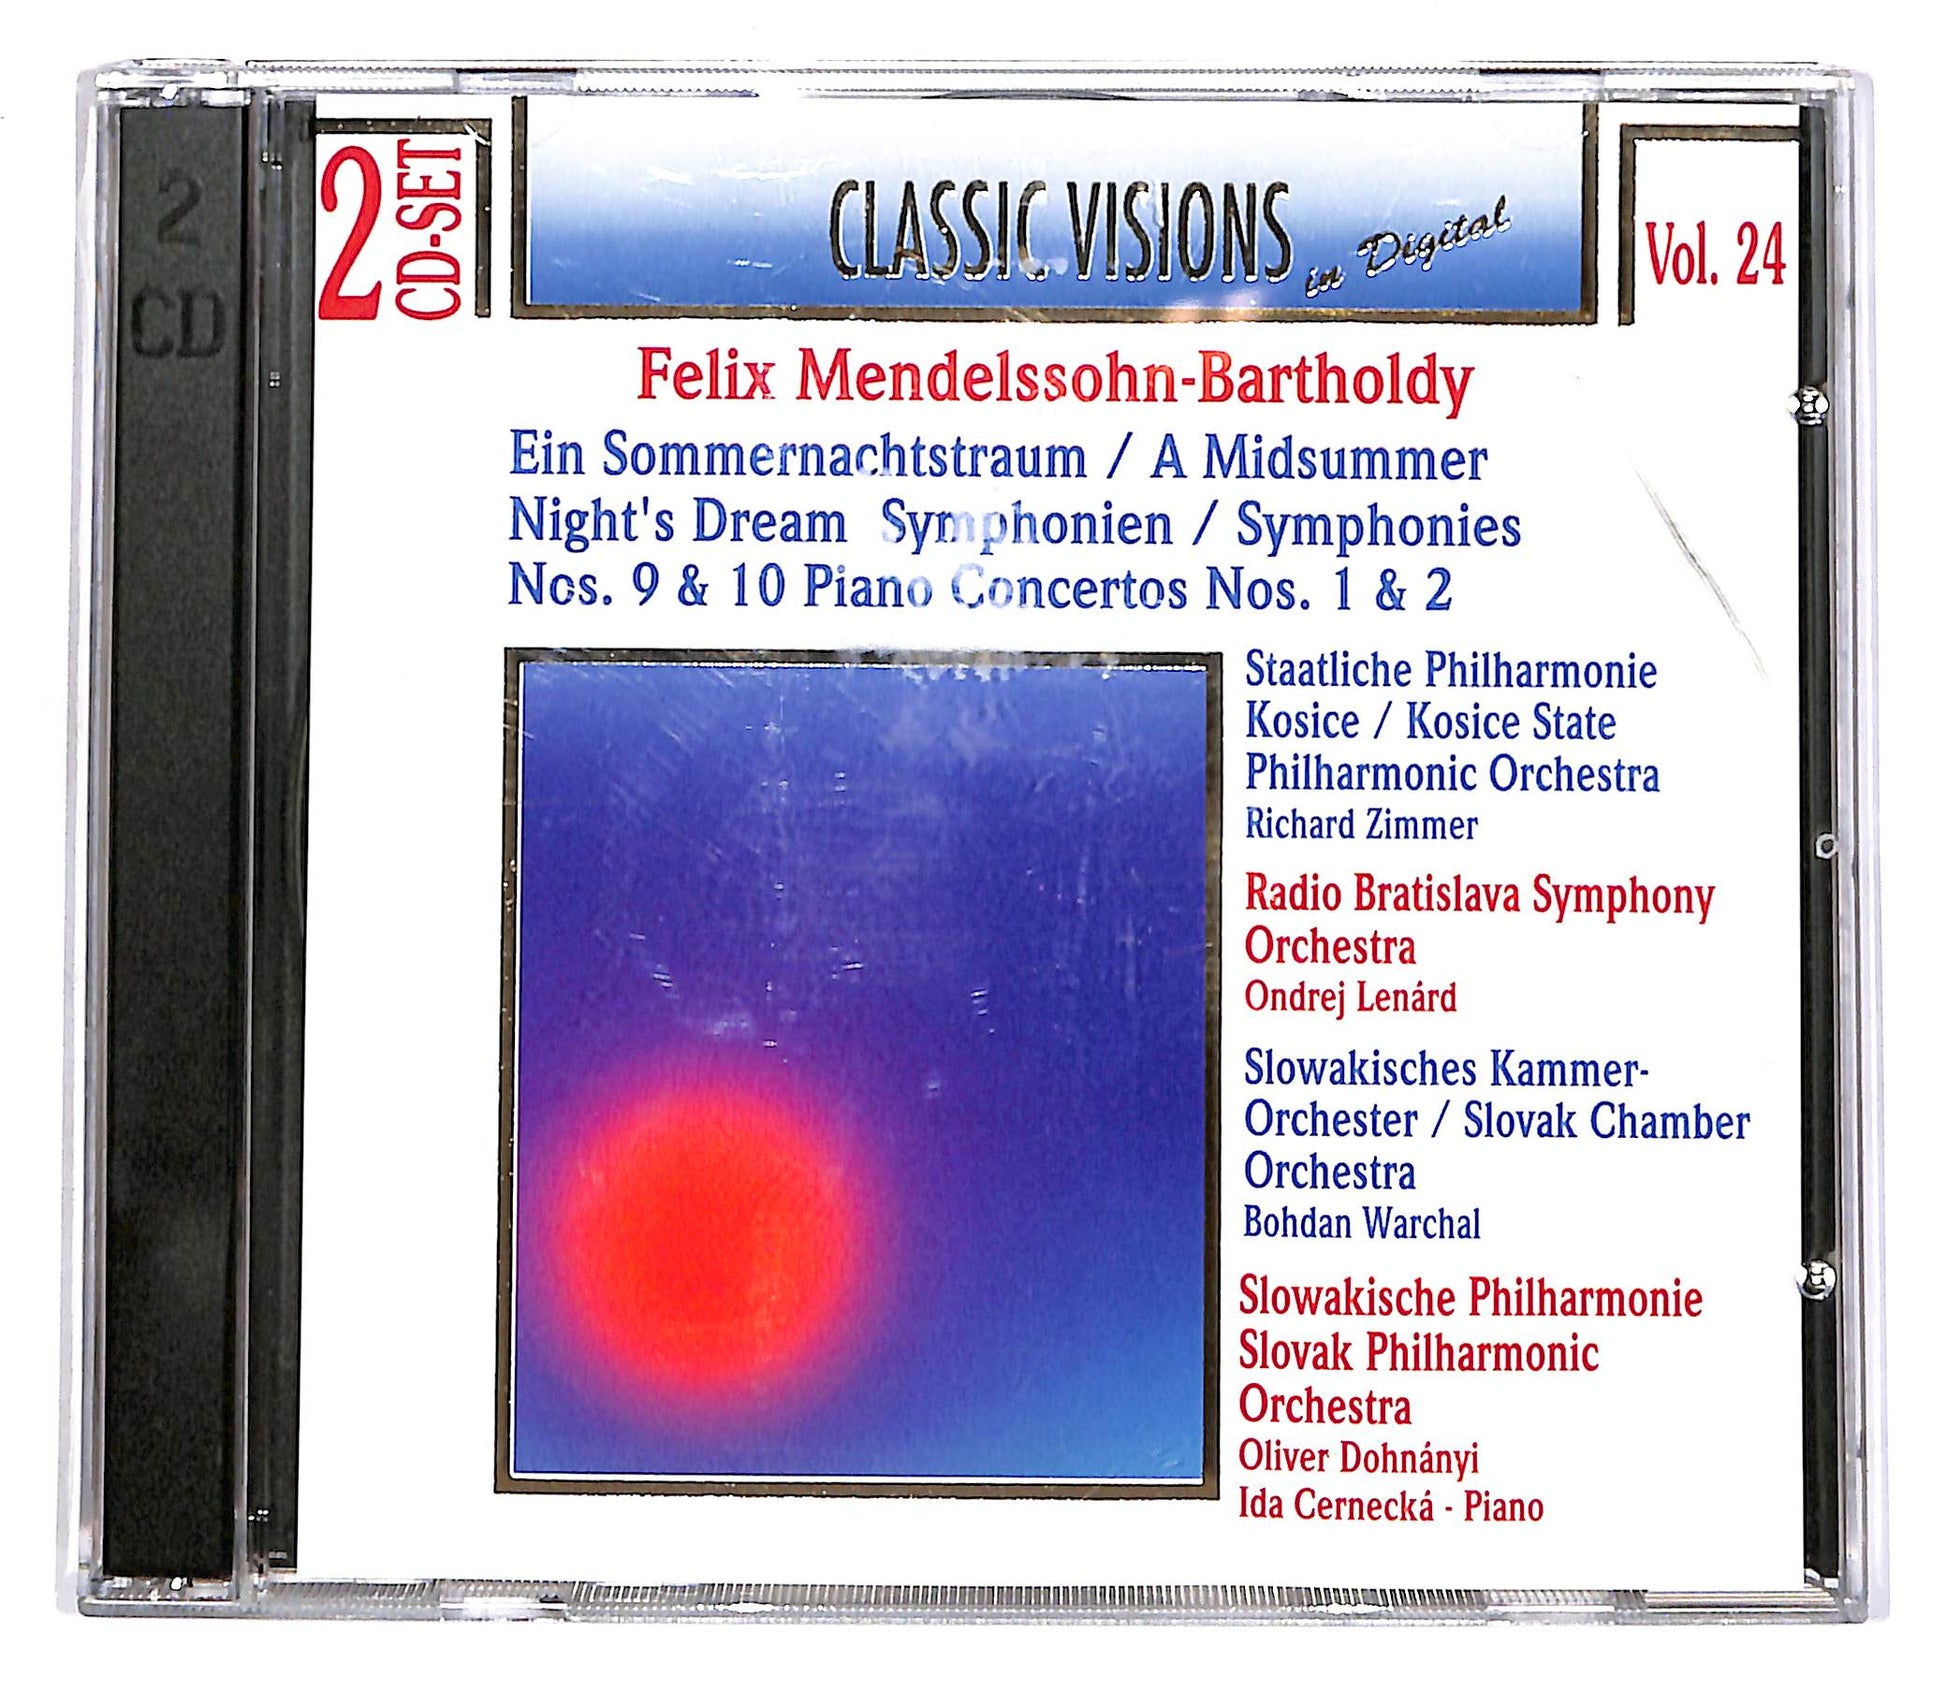 2
CD
2
CD-SET
CLASSIC VISIONS
in Digital
Vol. 24
Felix Mendelssohn-Bartholdy
Ein Sommernachtstraum / A Midsummer
Night's Dream Symphonien / Symphonies
Nos. 9 & 10 Piano Concertos Nos. 1 & 2
Staatliche Philharmonie
Kosice / Kosice State
Philharmonic Orchestra
Richard Zimmer
Radio Bratislava Symphony
Orchestra
Ondrej Lenárd
Slowakisches Kammer-
Orchester / Slovak Chamber
Orchestra
Bohdan Warchal
Slowakische Philharmonie
Slovak Philharmonic
Orchestra
Oliver Dohnányi
Ida Cernecká - Piano